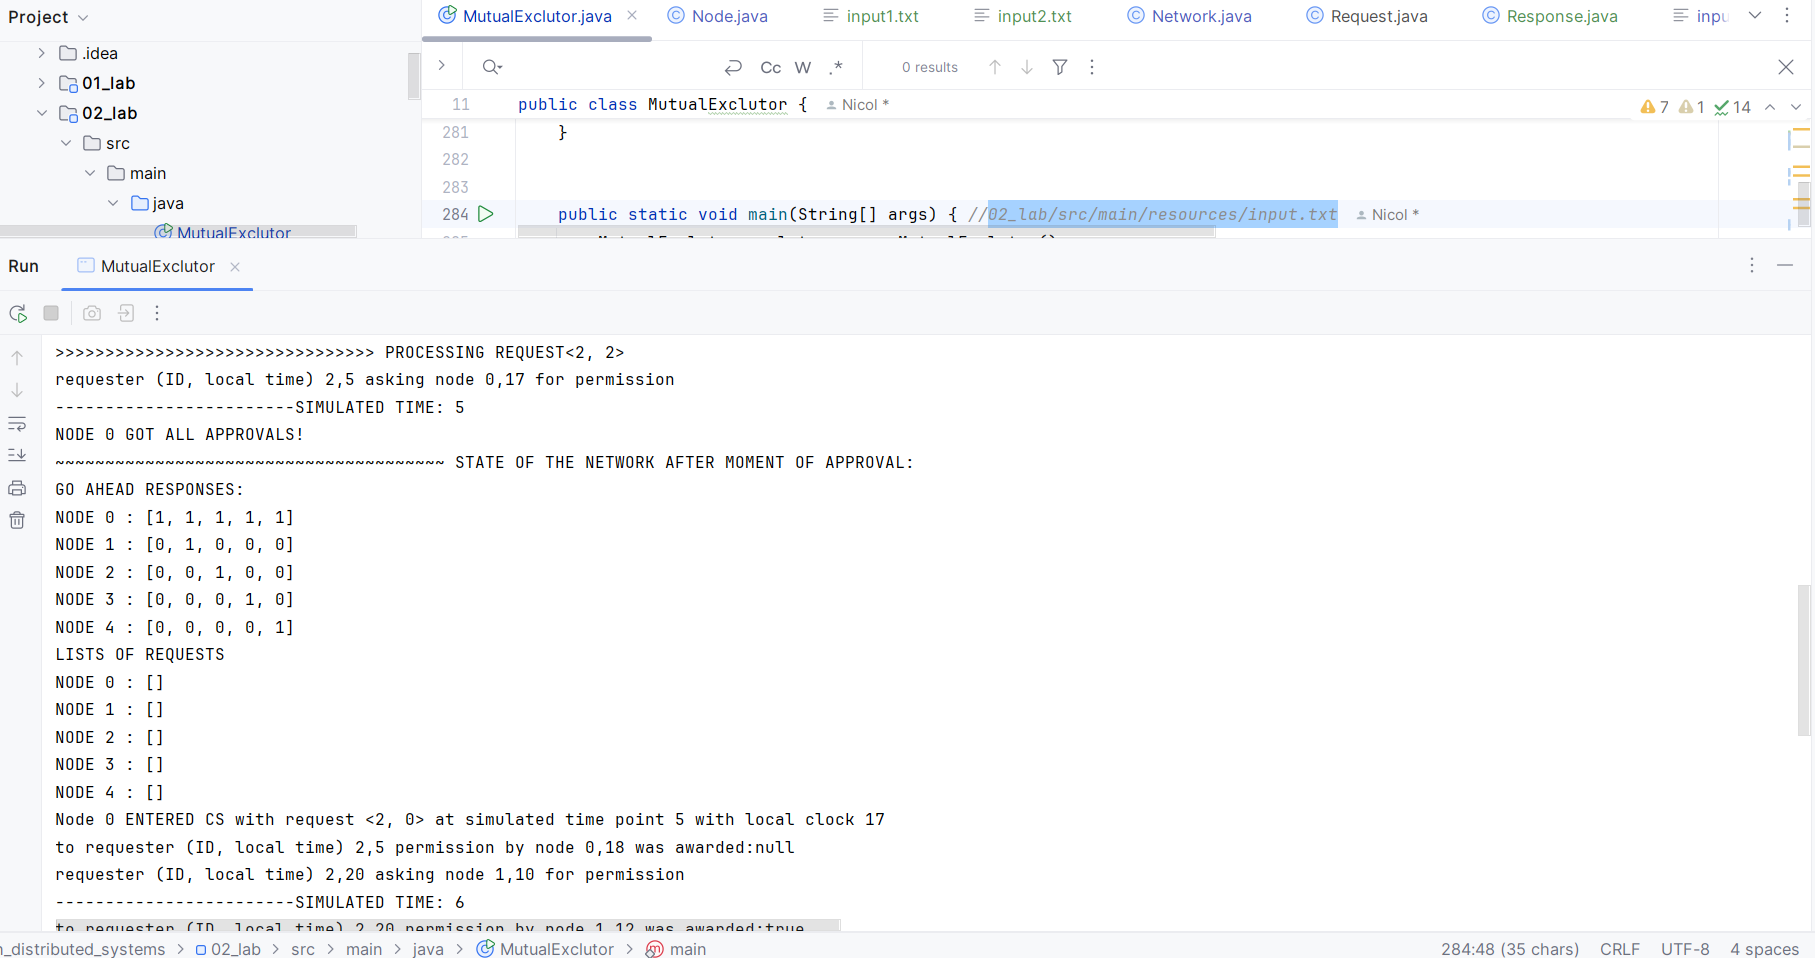 Project
MutualExclutor.java
Node.java
input1.txt
input2.txt
Network.java
Request.java
Response.java
inpu
.idea
01_lab
02_lab
src
main
java
MutualExclutor
Cc W .*
0 results
11 public class MutualExclutor { Nicol *
7 1 14
281 }
282
283
284 public static void main(String[] args) { //02_lab/src/main/resources/input.txt Nicol *
Run
MutualExclutor
>>>>>>>>>>>>>>>>>>>>>>>>>>>>>>>> PROCESSING REQUEST<2, 2>
requester (ID, local time) 2,5 asking node 0,17 for permission
------------------------SIMULATED TIME: 5
NODE 0 GOT ALL APPROVALS!
~~~~~~~~~~~~~~~~~~~~~~~~~~~~~~~~~~~~~~~ STATE OF THE NETWORK AFTER MOMENT OF APPROVAL:
GO AHEAD RESPONSES:
NODE 0 : [1, 1, 1, 1, 1]
NODE 1 : [0, 1, 0, 0, 0]
NODE 2 : [0, 0, 1, 0, 0]
NODE 3 : [0, 0, 0, 1, 0]
NODE 4 : [0, 0, 0, 0, 1]
LISTS OF REQUESTS
NODE 0 : []
NODE 1 : []
NODE 2 : []
NODE 3 : []
NODE 4 : []
Node 0 ENTERED CS with request <2, 0> at simulated time point 5 with local clock 17
to requester (ID, local time) 2,5 permission by node 0,18 was awarded:null
requester (ID, local time) 2,20 asking node 1,10 for permission
------------------------SIMULATED TIME: 6
to requester (ID, local time) 2,20 permission by node 1,12 was awarded:true
n_distributed_systems > 02_lab > src > main > java > MutualExclutor > main
284:48 (35 chars) CRLF UTF-8 4 spaces